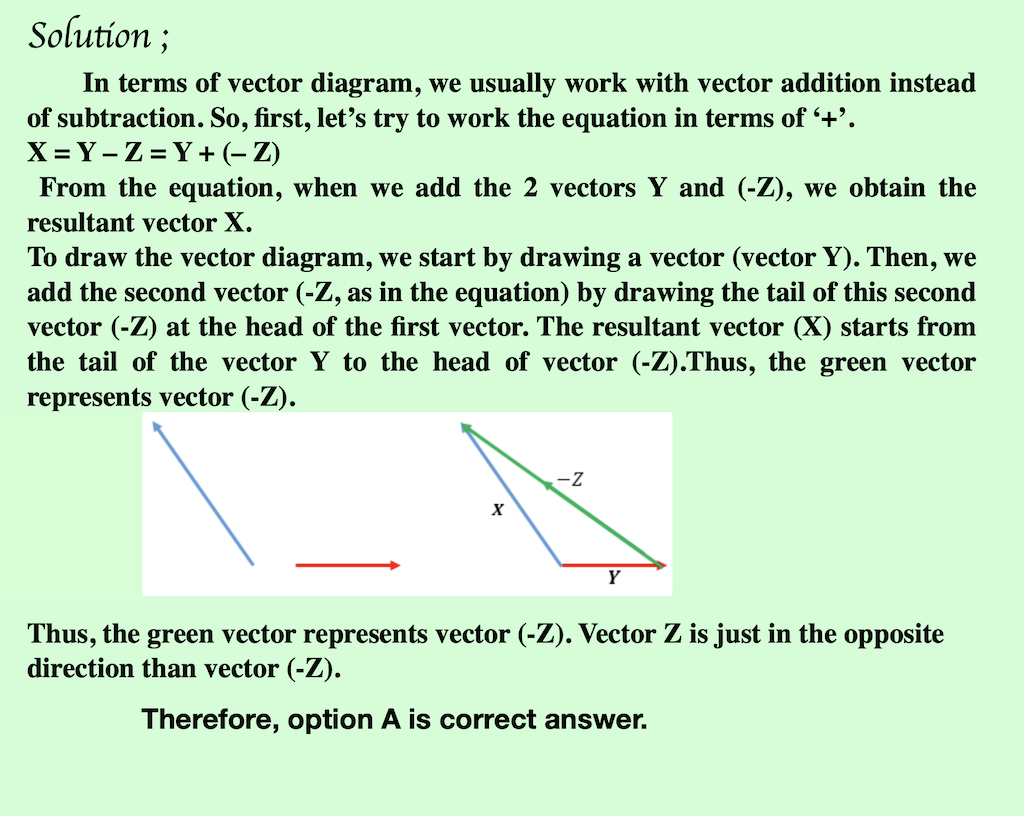 Solution ;
In terms of vector diagram, we usually work with vector addition instead
of subtraction. So, first, let’s try to work the equation in terms of ‘+’.
X = Y – Z = Y + (– Z)
From the equation, when we add the 2 vectors Y and (-Z), we obtain the
resultant vector X.
To draw the vector diagram, we start by drawing a vector (vector Y). Then, we
add the second vector (-Z, as in the equation) by drawing the tail of this second
vector (-Z) at the head of the first vector. The resultant vector (X) starts from
the tail of the vector Y to the head of vector (-Z).Thus, the green vector
represents vector (-Z).
−Z
X
Y
Thus, the green vector represents vector (-Z). Vector Z is just in the opposite
direction than vector (-Z).
Therefore, option A is correct answer.